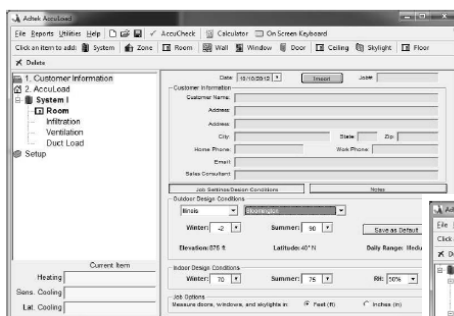 Adtek AccuLoad
File Reports Utilities Help AccuCheck Calculator On Screen Keyboard
Click an item to add: System Zone Room Wall Window Door Ceiling Skylight Floor
Delete
1. Customer Information
2. AccuLoad
System I
Room
Infiltration
Ventilation
Duct Load
Setup
Current Item
Heating
Sens. Cooling
Lat. Cooling
Date: 10/10/2012 Job#:
Customer Information
Customer Name:
Address:
Address:
City: State: Zip:
Home Phone: Work Phone:
Email:
Sales Consultant:
Job Settings/Design Conditions Notes
Outdoor Design Conditions
Illinois Bloomington
Winter: -2 Summer: 90 Save as Default
Elevation: 875 ft Latitude: 40° N Daily Range: Mediu
Indoor Design Conditions
Winter: 70 Summer: 75 RH: 50%
Job Options
Measure doors, windows, and skylights in: Feet (ft) Inches (in)